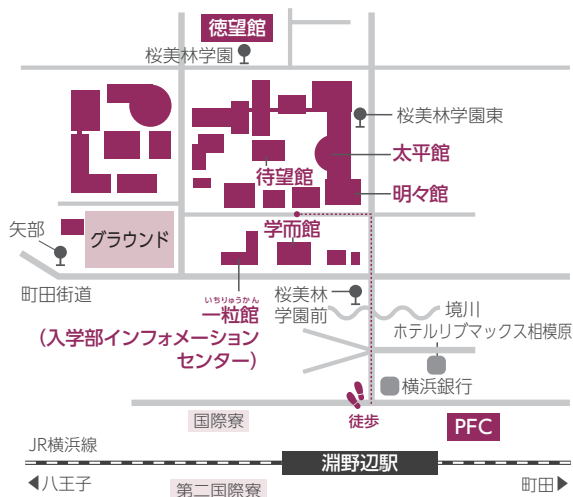 徳望館
桜美林学園
桜美林学園東
太平館
待望館
明々館
矢部
グラウンド
学而館
町田街道
いちりゅうかん
一粒館
(入学部インフォメーション
センター)
桜美林
学園前
境川
ホテルリブマックス相模原
横浜銀行
徒歩
国際寮
PFC
JR横浜線
淵野辺駅
◀八王子
第二国際寮
町田▶